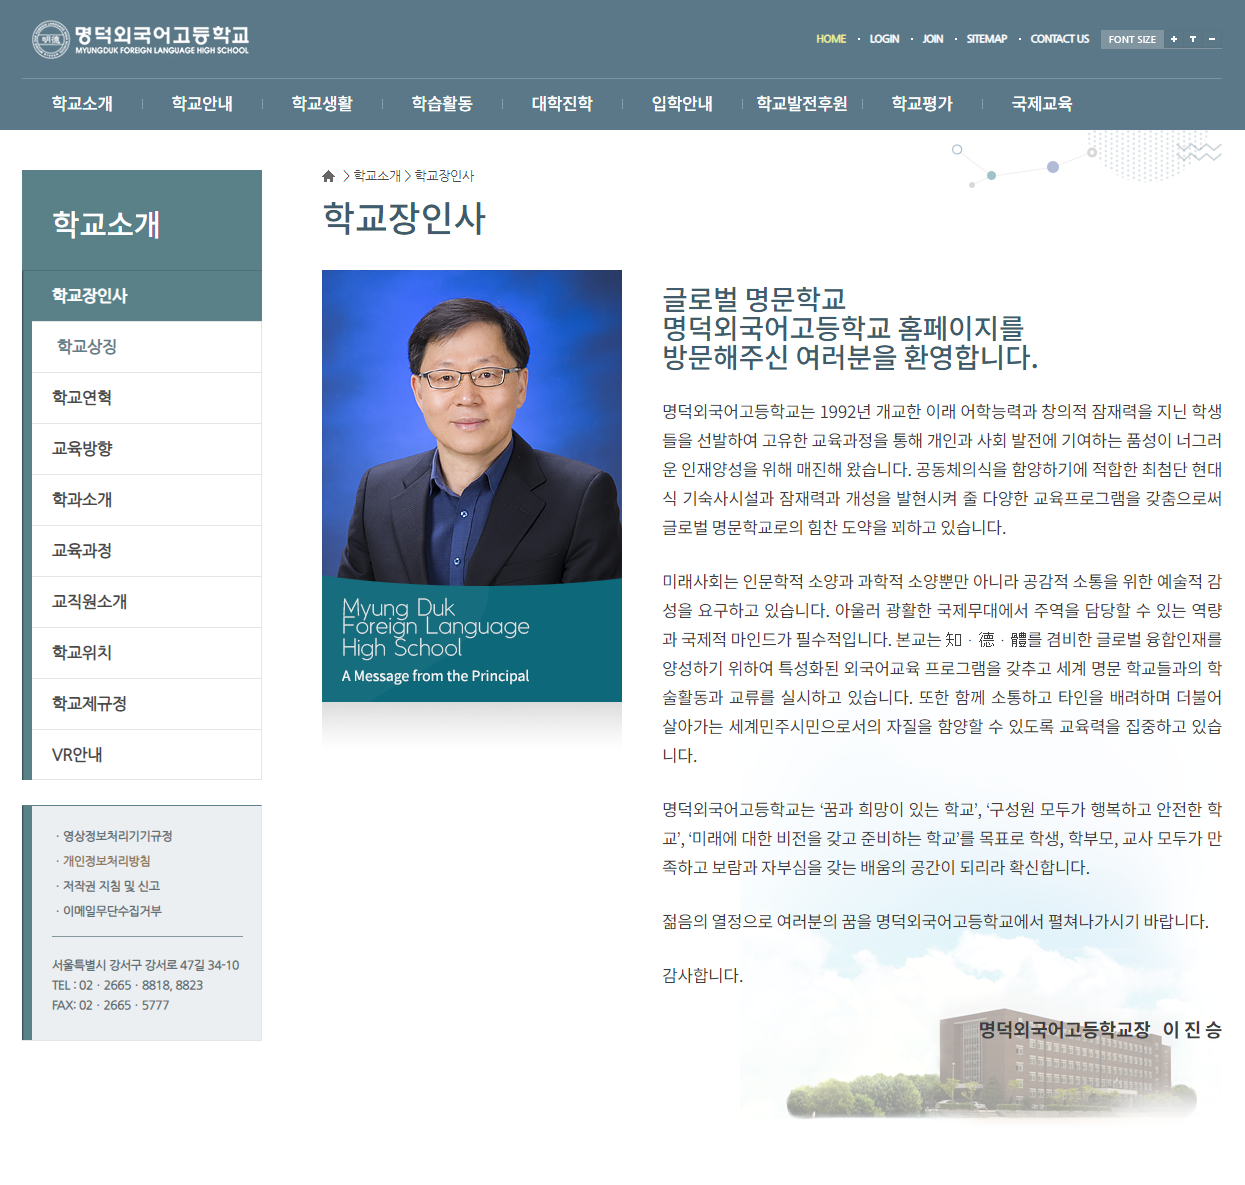 명덕외국어고등학교
MYUNGDUK FOREIGN LANGUAGE HIGH SCHOOL
HOME · LOGIN · JOIN · SITEMAP · CONTACT US FONT SIZE + T -
학교소개 학교안내 학교생활 학습활동 대학진학 입학안내 학교발전후원 학교평가 국제교육
> 학교소개 > 학교장인사
학교장인사
학교소개
학교장인사
학교상징
학교연혁
교육방향
학과소개
교육과정
교직원소개
학교위치
학교제규정
VR안내
· 영상정보처리기기규정
· 개인정보처리방침
· 저작권 지침 및 신고
· 이메일무단수집거부
서울특별시 강서구 강서로 47길 34-10
TEL : 02 · 2665 · 8818, 8823
FAX: 02 · 2665 · 5777
Myung Duk
Foreign Language
High School
A Message from the Principal
글로벌 명문학교
명덕외국어고등학교 홈페이지를
방문해주신 여러분을 환영합니다.
명덕외국어고등학교는 1992년 개교한 이래 어학능력과 창의적 잠재력을 지닌 학생
들을 선발하여 고유한 교육과정을 통해 개인과 사회 발전에 기여하는 품성이 너그러
운 인재양성을 위해 매진해 왔습니다. 공동체의식을 함양하기에 적합한 최첨단 현대
식 기숙사시설과 잠재력과 개성을 발현시켜 줄 다양한 교육프로그램을 갖춤으로써
글로벌 명문학교로의 힘찬 도약을 꾀하고 있습니다.
미래사회는 인문학적 소양과 과학적 소양뿐만 아니라 공감적 소통을 위한 예술적 감
성을 요구하고 있습니다. 아울러 광활한 국제무대에서 주역을 담당할 수 있는 역량
과 국제적 마인드가 필수적입니다. 본교는 知 · 德 · 體를 겸비한 글로벌 융합인재를
양성하기 위하여 특성화된 외국어교육 프로그램을 갖추고 세계 명문 학교들과의 학
술활동과 교류를 실시하고 있습니다. 또한 함께 소통하고 타인을 배려하며 더불어
살아가는 세계민주시민으로서의 자질을 함양할 수 있도록 교육력을 집중하고 있습
니다.
명덕외국어고등학교는 ‘꿈과 희망이 있는 학교’, ‘구성원 모두가 행복하고 안전한 학
교’, ‘미래에 대한 비전을 갖고 준비하는 학교’를 목표로 학생, 학부모, 교사 모두가 만
족하고 보람과 자부심을 갖는 배움의 공간이 되리라 확신합니다.
젊음의 열정으로 여러분의 꿈을 명덕외국어고등학교에서 펼쳐나가시기 바랍니다.
감사합니다.
명덕외국어고등학교장 이 진 승